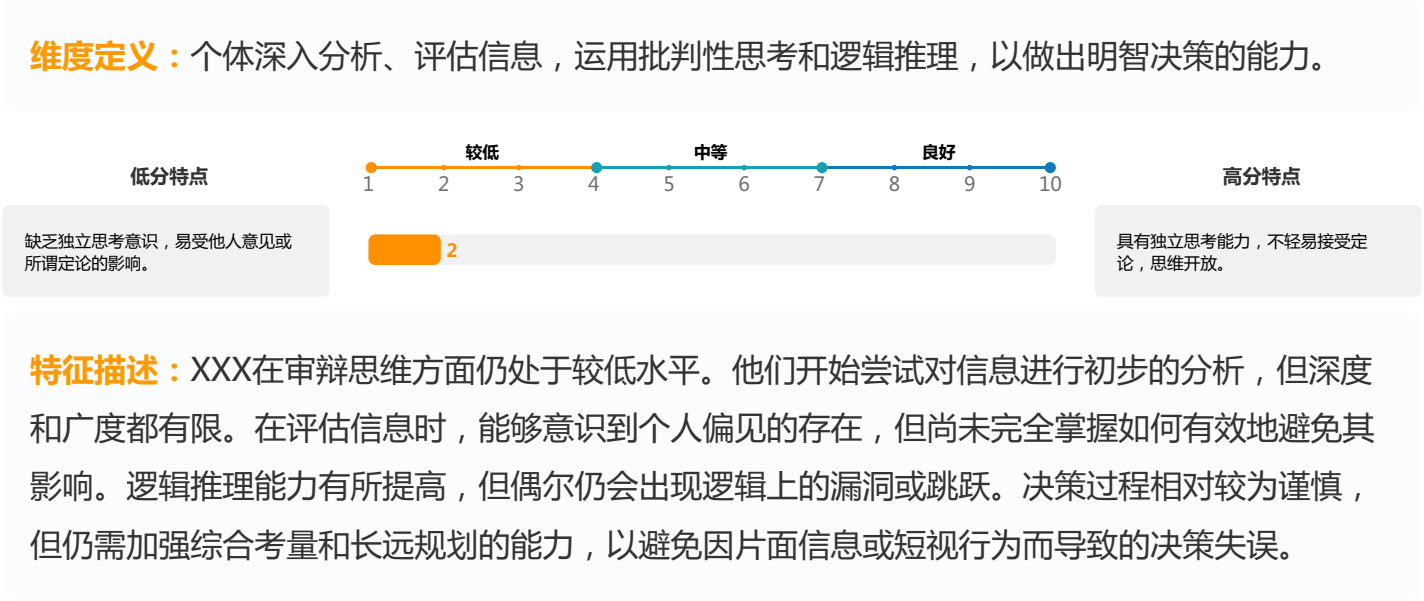 维度定义：个体深入分析、评估信息，运用批判性思考和逻辑推理，以做出明智决策的能力。
较低 中等 良好
低分特点
1 2 3 4 5 6 7 8 9 10
高分特点
缺乏独立思考意识，易受他人意见或
所谓定论的影响。
2
具有独立思考能力，不轻易接受定
论，思维开放。
特征描述：XXX在审辩思维方面仍处于较低水平。他们开始尝试对信息进行初步的分析，但深度
和广度都有限。在评估信息时，能够意识到个人偏见的存在，但尚未完全掌握如何有效地避免其
影响。逻辑推理能力有所提高，但偶尔仍会出现逻辑上的漏洞或跳跃。决策过程相对较为谨慎，
但仍需加强综合考量和长远规划的能力，以避免因片面信息或短视行为而导致的决策失误。